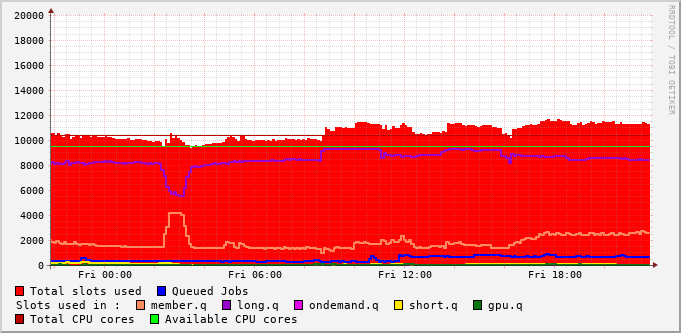 20000
18000
16000
14000
12000
10000
8000
6000
4000
2000
0
Fri 00:00 Fri 06:00 Fri 12:00 Fri 18:00
RRDTOOL / TOBI OETIKER
Total slots used Queued Jobs
Slots used in : member.q long.q ondemand.q short.q gpu.q
Total CPU cores Available CPU cores